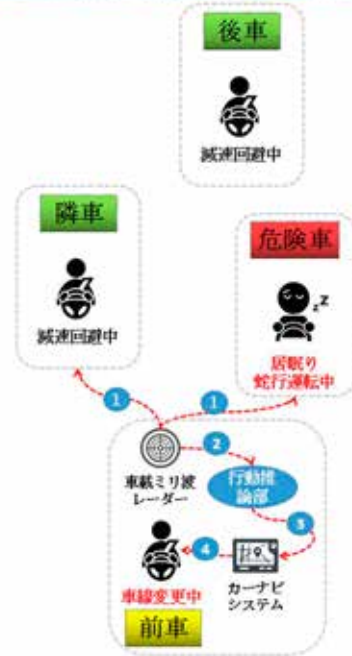 後車
減速回避中
隣車
減速回避中
危険車
zZ
居眠り
蛇行運転中
1
1
車載ミリ波
レーダー
2
行動推
論部
3
4
車線変更中
カーナビ
システム
前車